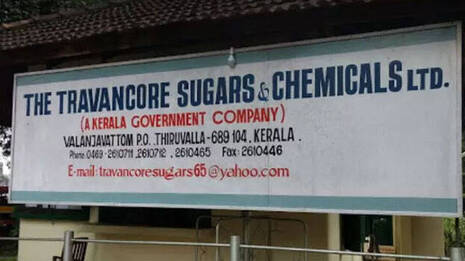 THE TRAVANCORE SUGARS & CHEMICALS LTD.
(A KERALA GOVERNMENT COMPANY)
VALANJAVATTOM P.O., THIRUVALLA-689 104, KERALA.
Phone: 0469-2610711, 2610712, 2610465 Fax: 2610446
E-mail: travancoresugars65@yahoo.com